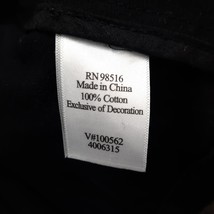 RN 98516
Made in China
100% Cotton
Exclusive of Decoration
V#100562
4006315